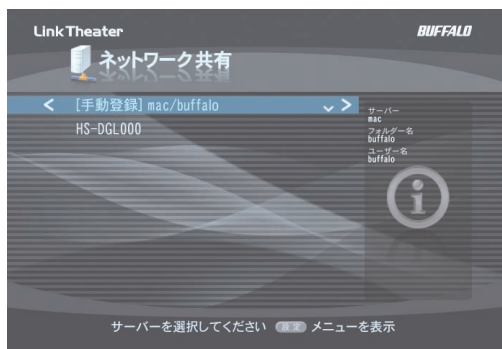 LinkTheater
BUFFALO
ネットワーク共有
< [手動登録] mac/buffalo >
HS-DGL000
サーバー
mac
フォルダー名
buffalo
ユーザー名
buffalo
サーバーを選択してください 設定 メニューを表示